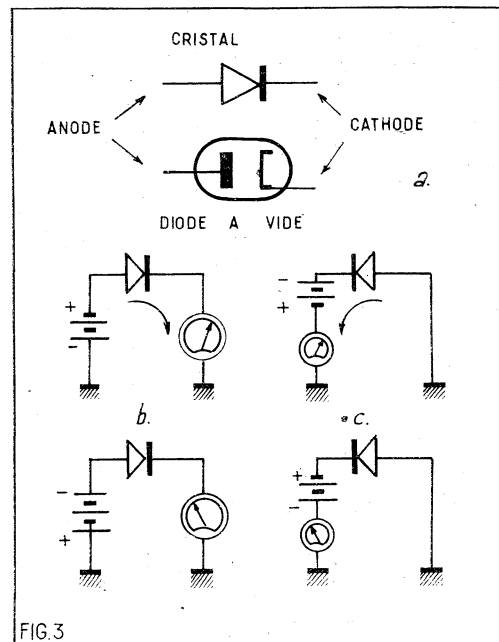 CRISTAL
ANODE
CATHODE
a.
DIODE A VIDE
+
-
-
+
b.
c.
-
+
+
-
FIG.3